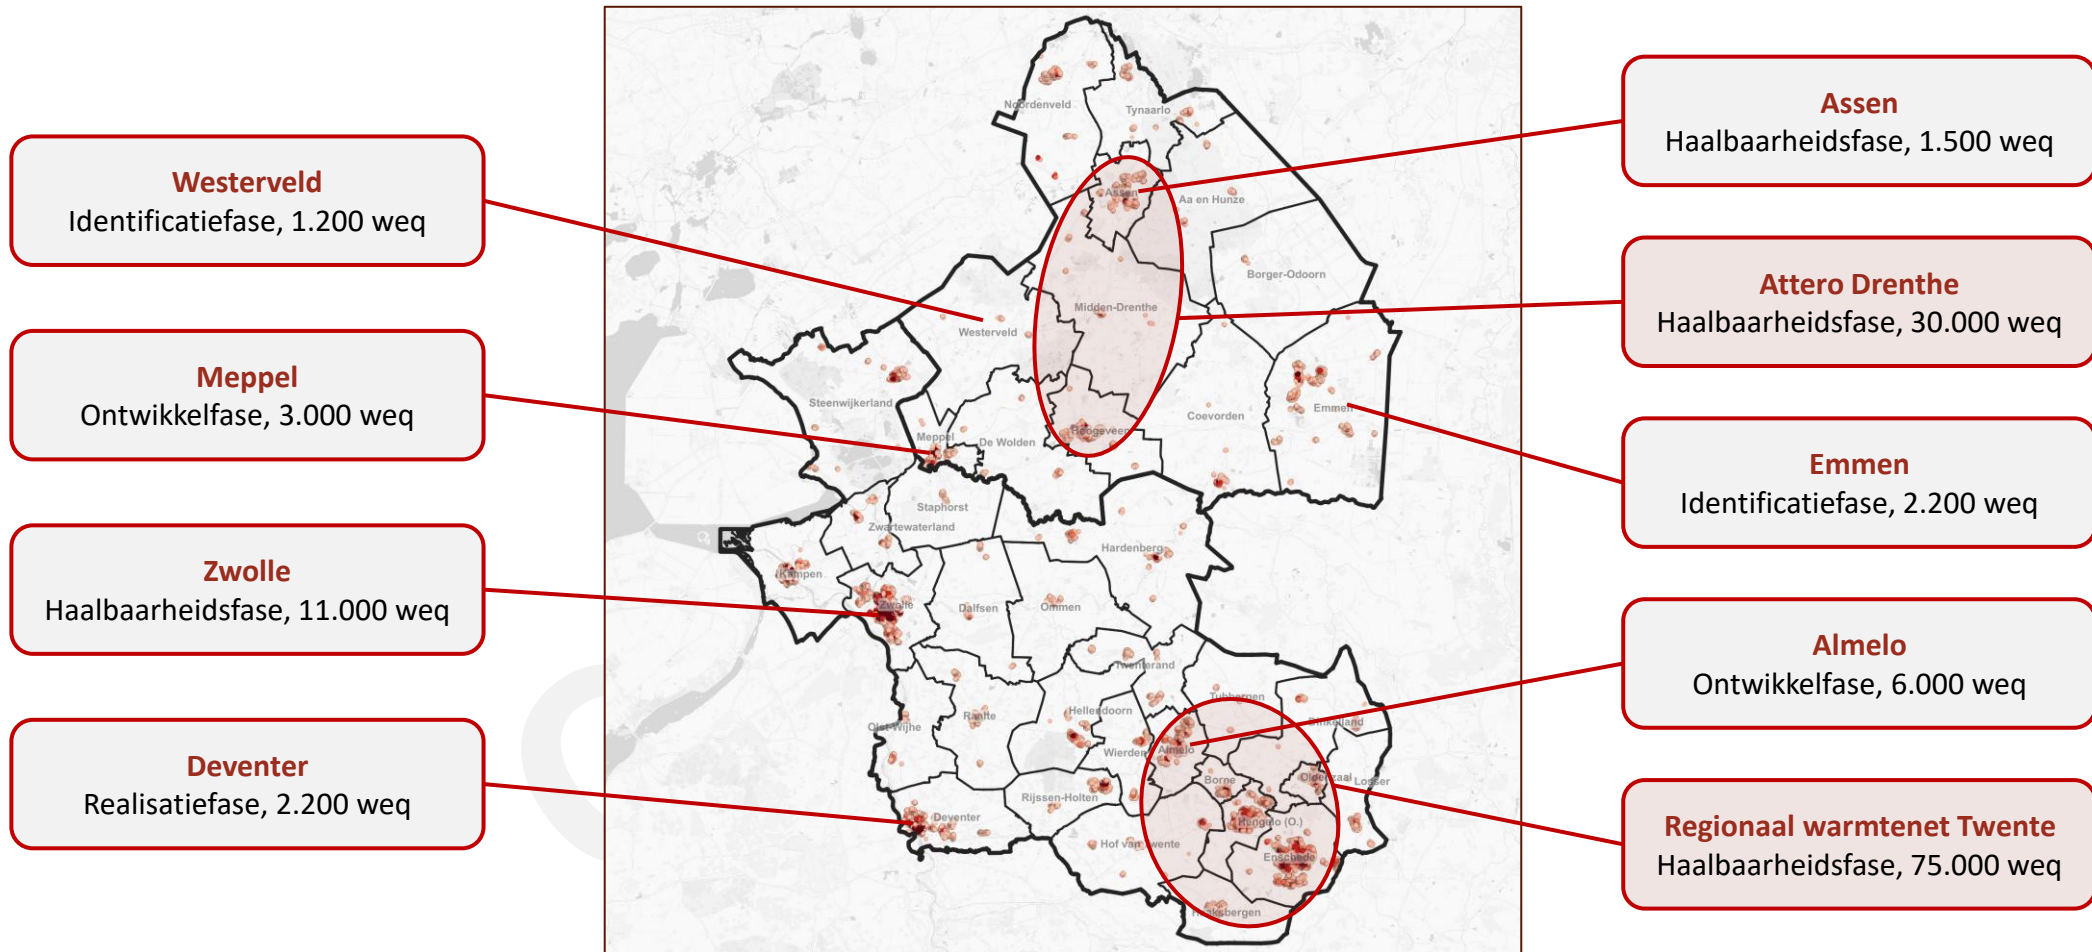 Westerveld
Identificatiefase, 1.200 weq
Meppel
Ontwikkelfase, 3.000 weq
Zwolle
Haalbaarheidsfase, 11.000 weq
Deventer
Realisatiefase, 2.200 weq
Noordenveld
Tynaarlo
Assen
Aa en Hunze
Borger-Odoorn
Midden-Drenthe
Westerveld
Steenwijkerland
Meppel
De Wolden
Hoogeveen
Coevorden
Emmen
Staphorst
Zwartewaterland
Hardenberg
Kampen
Zwolle
Dalfsen
Ommen
Twenterand
Tubbergen
Dinkelland
Olst-Wijhe
Raalte
Hellendoorn
Wierden
Almelo
Borne
Oldenzaal
Losser
Rijssen-Holten
Deventer
Hengelo (O.)
Hof van Twente
Enschede
Haaksbergen
Assen
Haalbaarheidsfase, 1.500 weq
Attero Drenthe
Haalbaarheidsfase, 30.000 weq
Emmen
Identificatiefase, 2.200 weq
Almelo
Ontwikkelfase, 6.000 weq
Regionaal warmtenet Twente
Haalbaarheidsfase, 75.000 weq